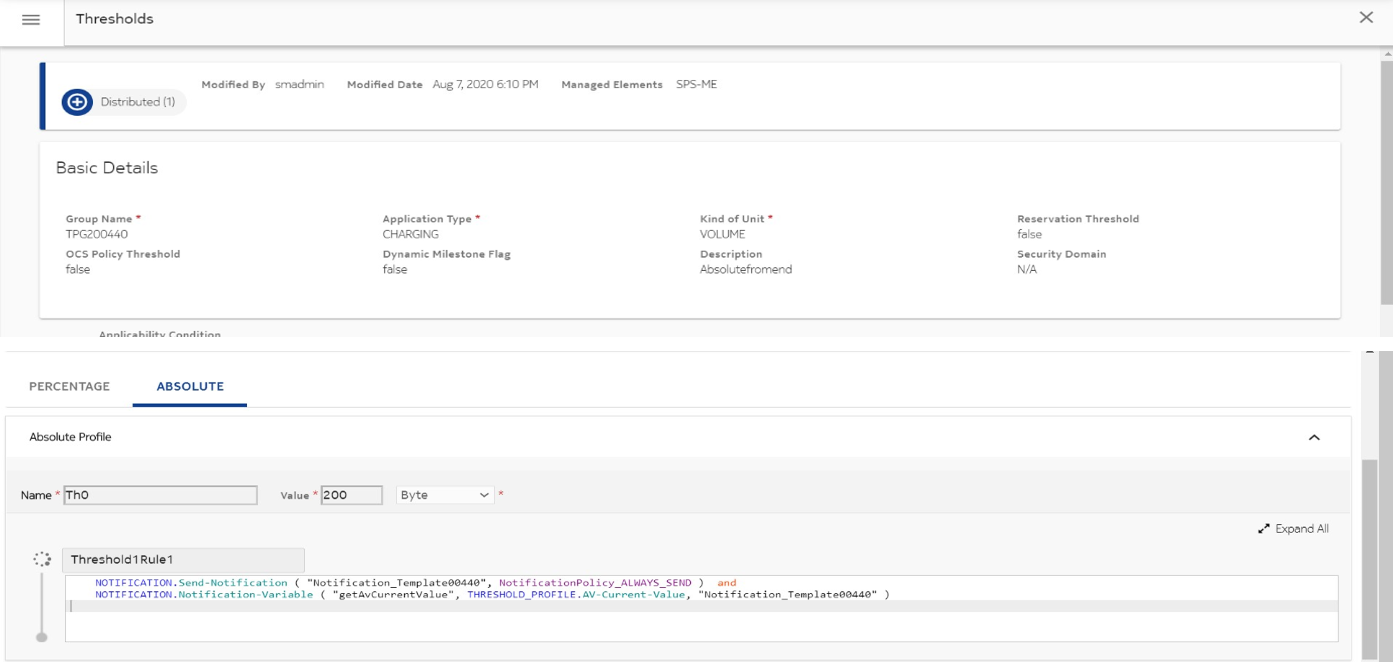 Thresholds
Modified By smadmin Modified Date Aug 7, 2020 6:10 PM Managed Elements SPS-ME
Distributed (1)
Basic Details
Group Name * Application Type * Kind of Unit * Reservation Threshold
TPG200440 CHARGING VOLUME false
OCS Policy Threshold Dynamic Milestone Flag Description Security Domain
false false Absolutefromend N/A
Applicability Condition
PERCENTAGE ABSOLUTE
Absolute Profile
Name * Th0 Value * 200 Byte *
Expand All
Threshold1Rule1
NOTIFICATION.Send-Notification ( "Notification_Template00440", NotificationPolicy_ALWAYS_SEND ) and
NOTIFICATION.Notification-Variable ( "getAvCurrentValue", THRESHOLD_PROFILE.AV-Current-Value, "Notification_Template00440" )